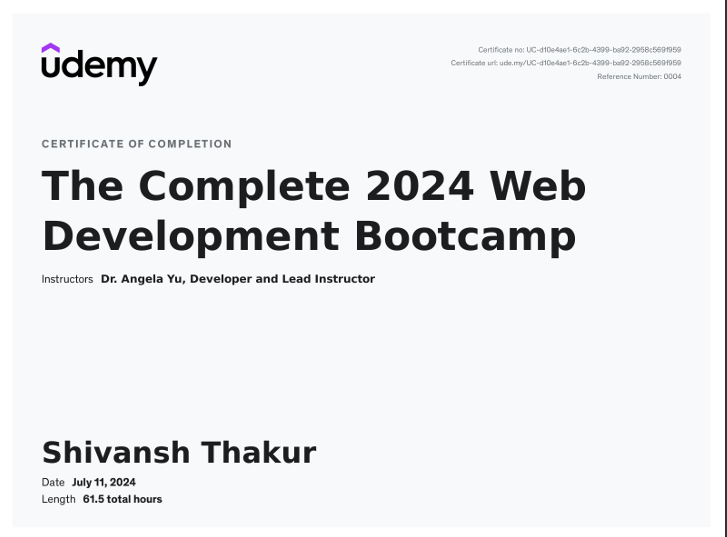 udemy
Certificate no: UC-d10e4ae1-6c2b-4399-ba92-2958c569f959
Certificate url: ude.my/UC-d10e4ae1-6c2b-4399-ba92-2958c569f959
Reference Number: 0004
CERTIFICATE OF COMPLETION
The Complete 2024 Web
Development Bootcamp
Instructors Dr. Angela Yu, Developer and Lead Instructor
Shivansh Thakur
Date July 11, 2024
Length 61.5 total hours